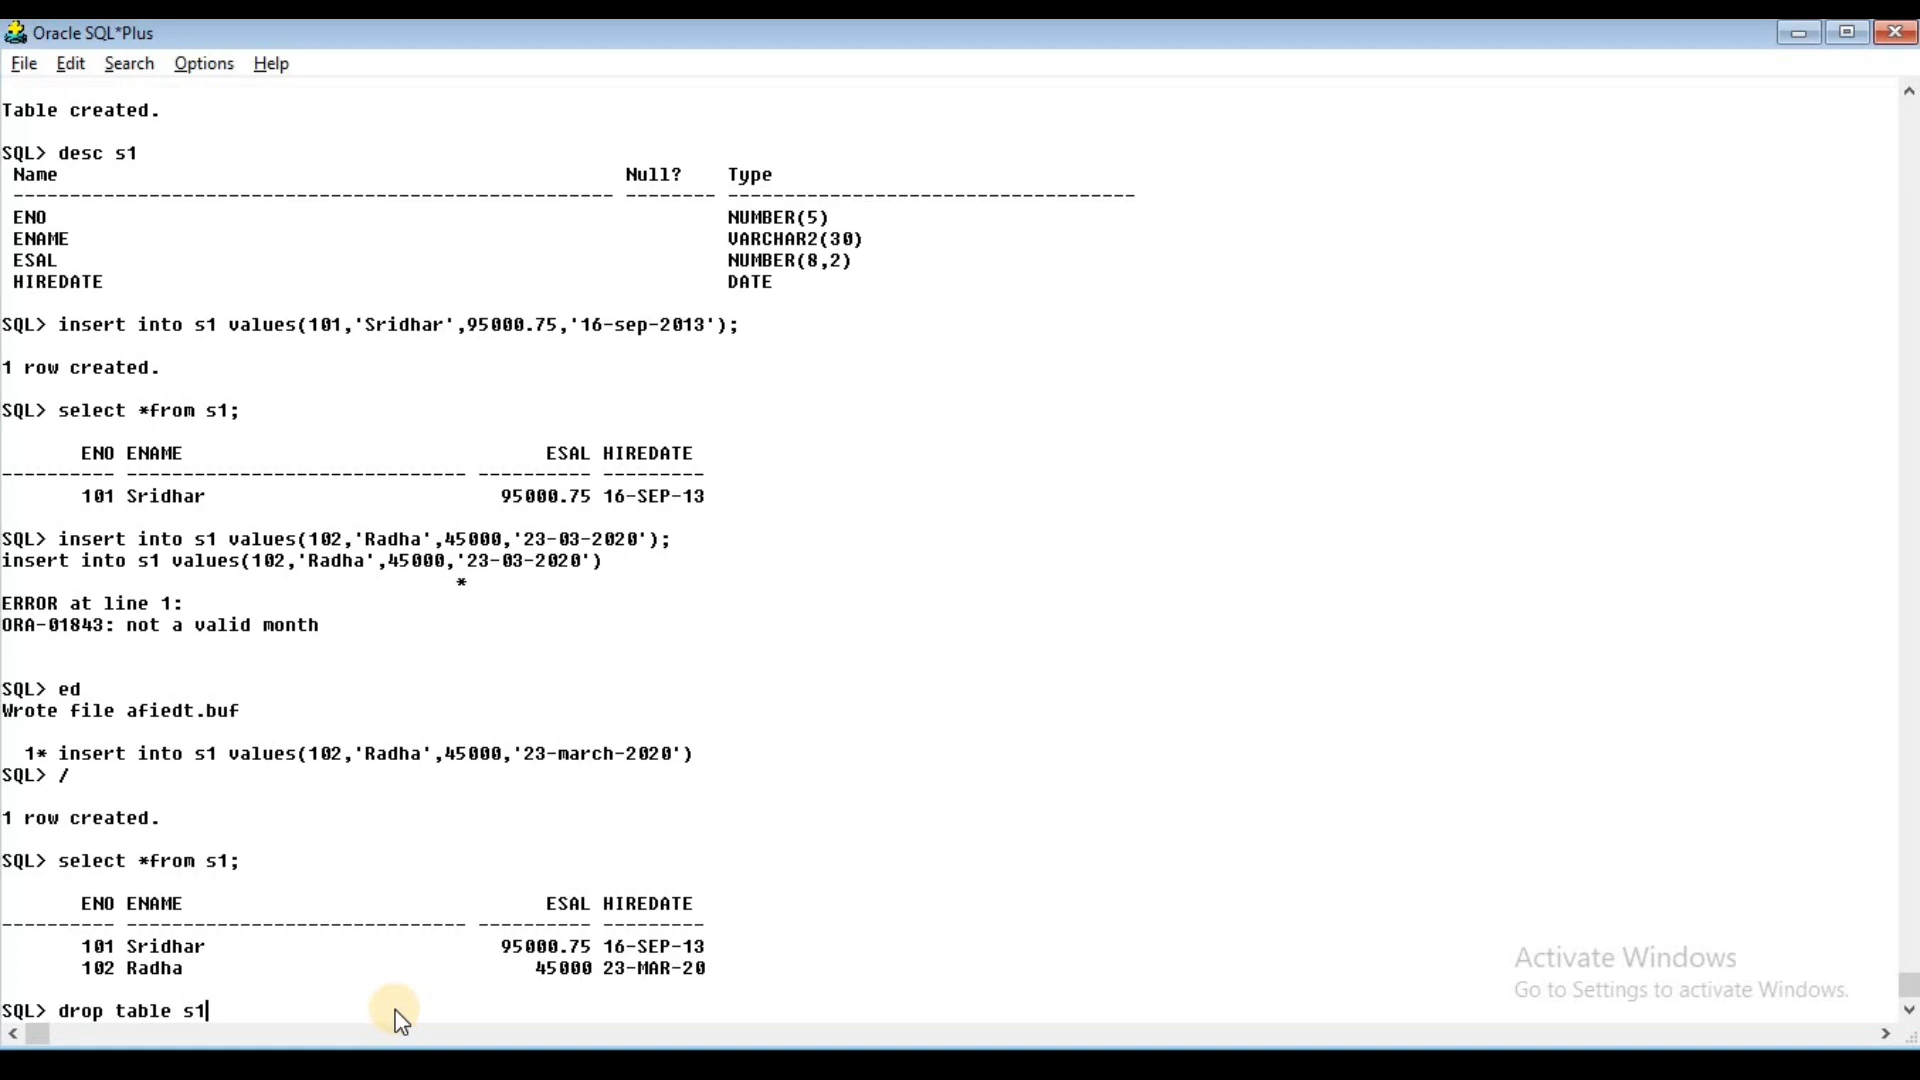 Oracle SQL*Plus
File Edit Search Options Help
Table created.
SQL> desc s1
Name Null? Type
----------------------------------------------------- -------- ------------------------------------
ENO NUMBER(5)
ENAME VARCHAR2(30)
ESAL NUMBER(8,2)
HIREDATE DATE
SQL> insert into s1 values(101,'Sridhar',95000.75,'16-sep-2013');
1 row created.
SQL> select *from s1;
ENO ENAME ESAL HIREDATE
---------- ------------------------------ ---------- ---------
101 Sridhar 95000.75 16-SEP-13
SQL> insert into s1 values(102,'Radha',45000,'23-03-2020');
insert into s1 values(102,'Radha',45000,'23-03-2020')
*
ERROR at line 1:
ORA-01843: not a valid month
SQL> ed
Wrote file afiedt.buf
1* insert into s1 values(102,'Radha',45000,'23-march-2020')
SQL> /
1 row created.
SQL> select *from s1;
ENO ENAME ESAL HIREDATE
---------- ------------------------------ ---------- ---------
101 Sridhar 95000.75 16-SEP-13
102 Radha 45000 23-MAR-20
SQL> drop table s1
Activate Windows
Go to Settings to activate Windows.